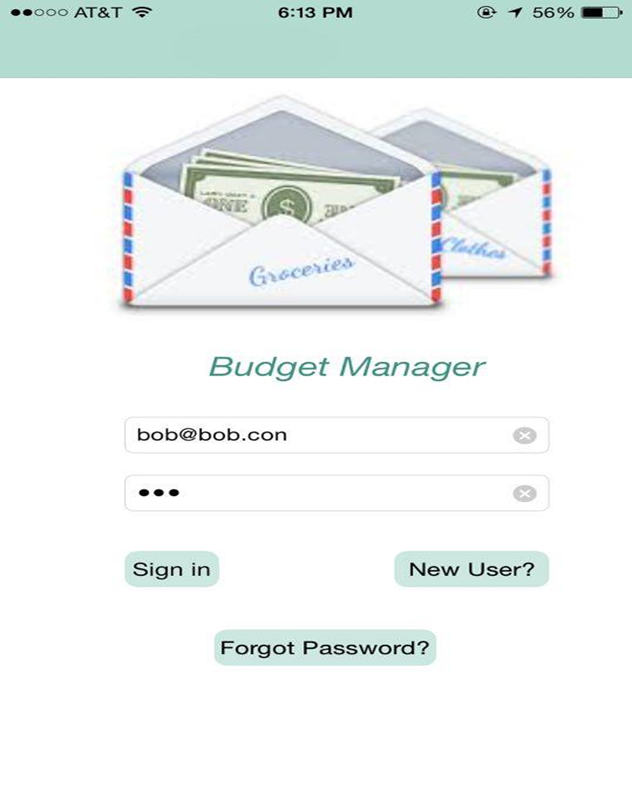 AT&T 6:13 PM 56%
ONE
Groceries
Clothes
Budget Manager
bob@bob.con
•••
Sign in New User?
Forgot Password?